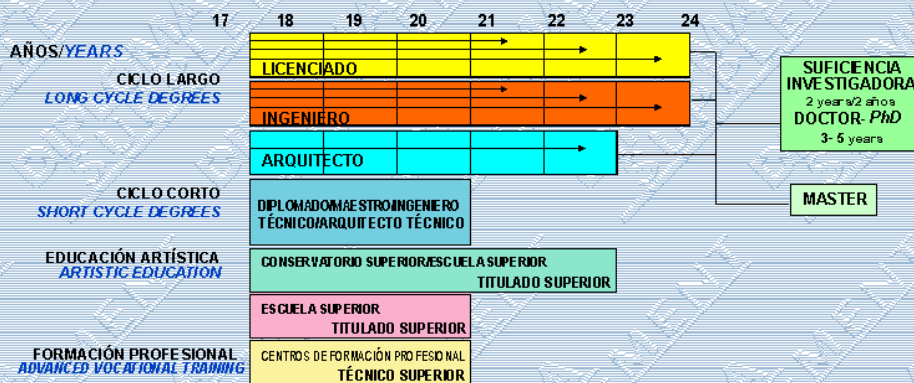 17 18 19 20 21 22 23 24
AÑOS/YEARS
CICLO LARGO
LONG CYCLE DEGREES
LICENCIADO
INGENIERO
ARQUITECTO
SUFICIENCIA
INVESTIGADORA
2 years/2 años
DOCTOR- PhD
3- 5 years
MASTER
CICLO CORTO
SHORT CYCLE DEGREES
DIPLOMADO/MAESTRO/INGENIERO
TÉCNICO/ARQUITECTO TÉCNICO
EDUCACIÓN ARTÍSTICA
ARTISTIC EDUCATION
CONSERVATORIO SUPERIOR/ESCUELA SUPERIOR
TITULADO SUPERIOR
ESCUELA SUPERIOR
TITULADO SUPERIOR
FORMACIÓN PROFESIONAL
ADVANCED VOCATIONAL TRAINING
CENTROS DE FORMACIÓN PROFESIONAL
TÉCNICO SUPERIOR